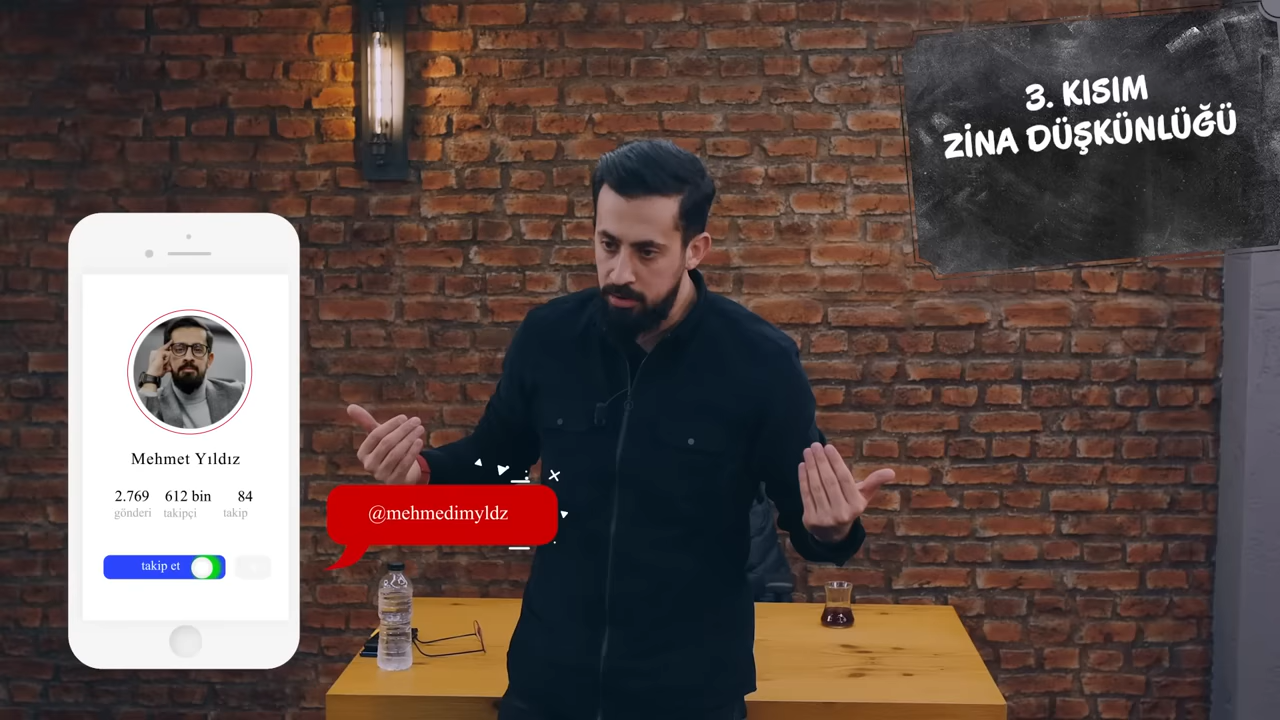 3. KISIM
ZİNA DÜŞKÜNLÜĞÜ
Mehmet Yıldız
2.769 612 bin 84
gönderi takipçi takip
takip et
@mehmedimyldz